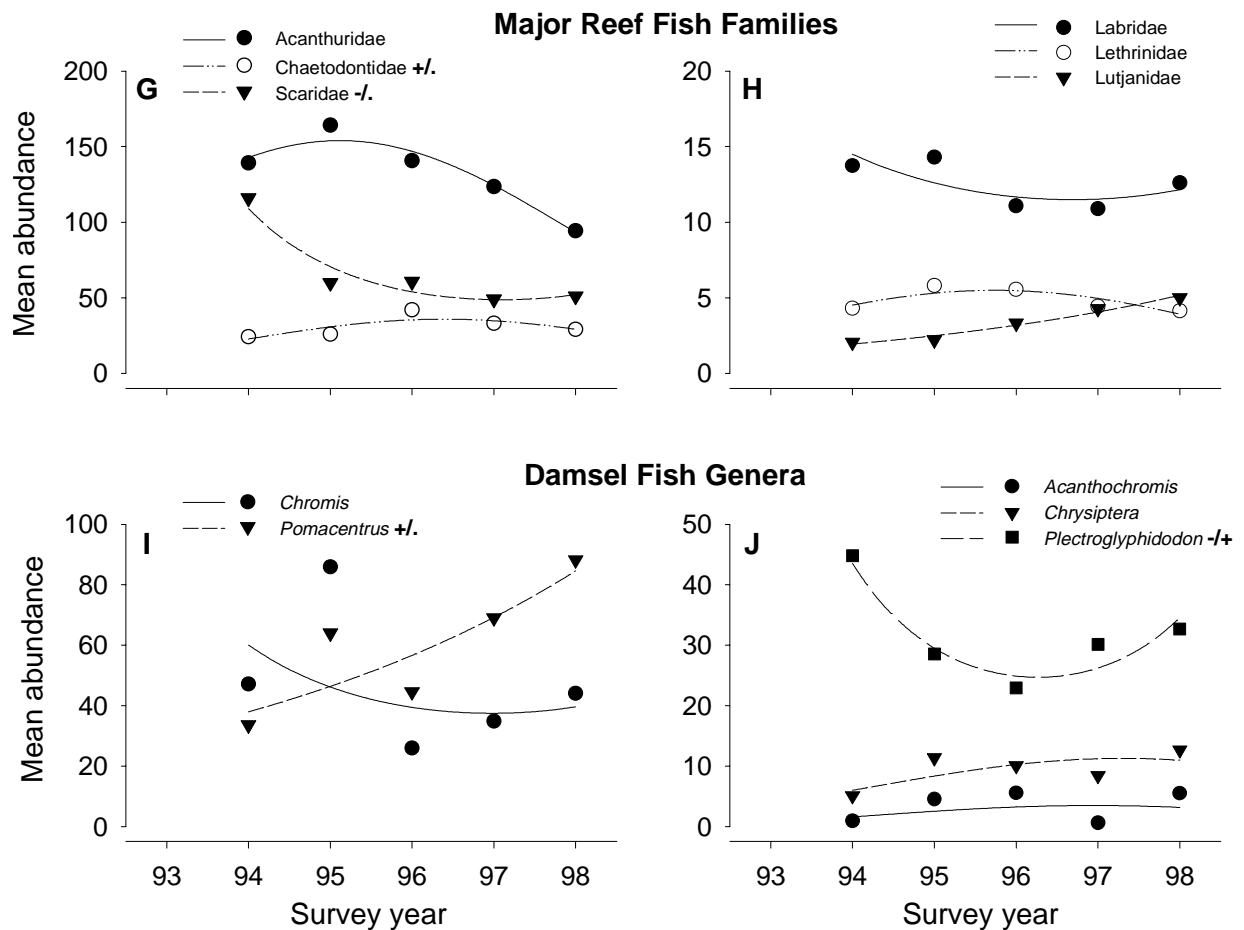 Major Reef Fish Families
G
Acanthuridae
Chaetodontidae +/.
Scaridae -/.
Mean abundance
200
150
100
50
0
H
Labridae
Lethrinidae
Lutjanidae
20
15
10
5
0
Damsel Fish Genera
I
Chromis
Pomacentrus +/.
Mean abundance
100
80
60
40
20
0
93 94 95 96 97 98
Survey year
J
Acanthochromis
Chrysiptera
Plectroglyphidodon -/+
50
40
30
20
10
0
93 94 95 96 97 98
Survey year